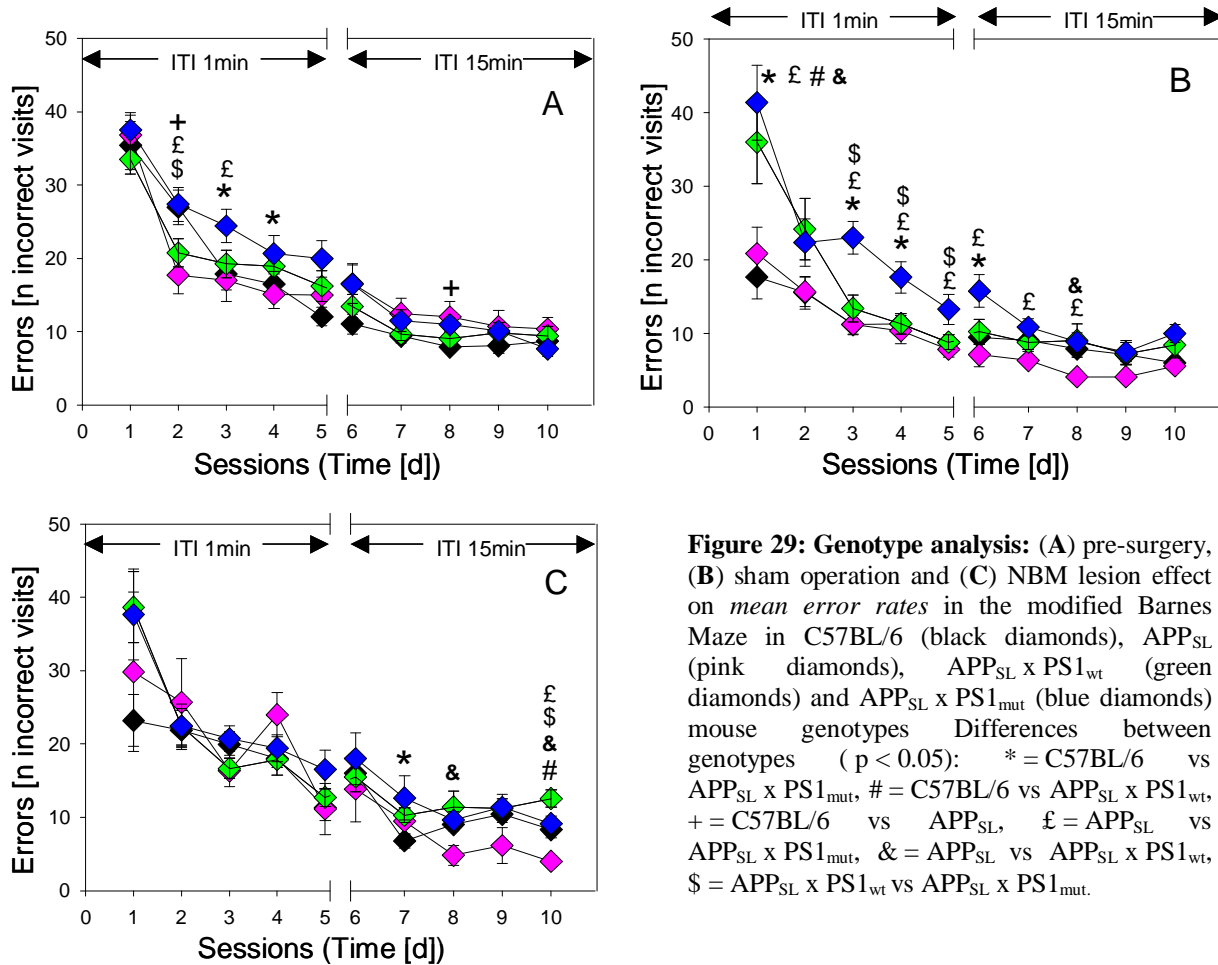 ITI 1min
ITI 15min
A
50
40
30
20
10
0
Errors [n incorrect visits]
+
£
$
£
*
*
+
0 1 2 3 4 5 6 7 8 9 10
Sessions (Time [d])
ITI 1min
ITI 15min
B
50
40
30
20
10
0
Errors [n incorrect visits]
* £ # &
$
£
*
$
£
*
$
£
£
*
£
&
£
0 1 2 3 4 5 6 7 8 9 10
Sessions (Time [d])
ITI 1min
ITI 15min
C
50
40
30
20
10
0
Errors [n incorrect visits]
*
&
£
$
&
#
0 1 2 3 4 5 6 7 8 9 10
Sessions (Time [d])
Figure 29: Genotype analysis: (A) pre-surgery,
(B) sham operation and (C) NBM lesion effect
on mean error rates in the modified Barnes
Maze in C57BL/6 (black diamonds), APPSL
(pink diamonds), APPSL x PS1wt (green
diamonds) and APPSL x PS1mut (blue diamonds)
mouse genotypes Differences between
genotypes ( p < 0.05): * = C57BL/6 vs
APPSL x PS1mut, # = C57BL/6 vs APPSL x PS1wt,
+ = C57BL/6 vs APPSL, £ = APPSL vs
APPSL x PS1mut, & = APPSL vs APPSL x PS1wt,
$ = APPSL x PS1wt vs APPSL x PS1mut.